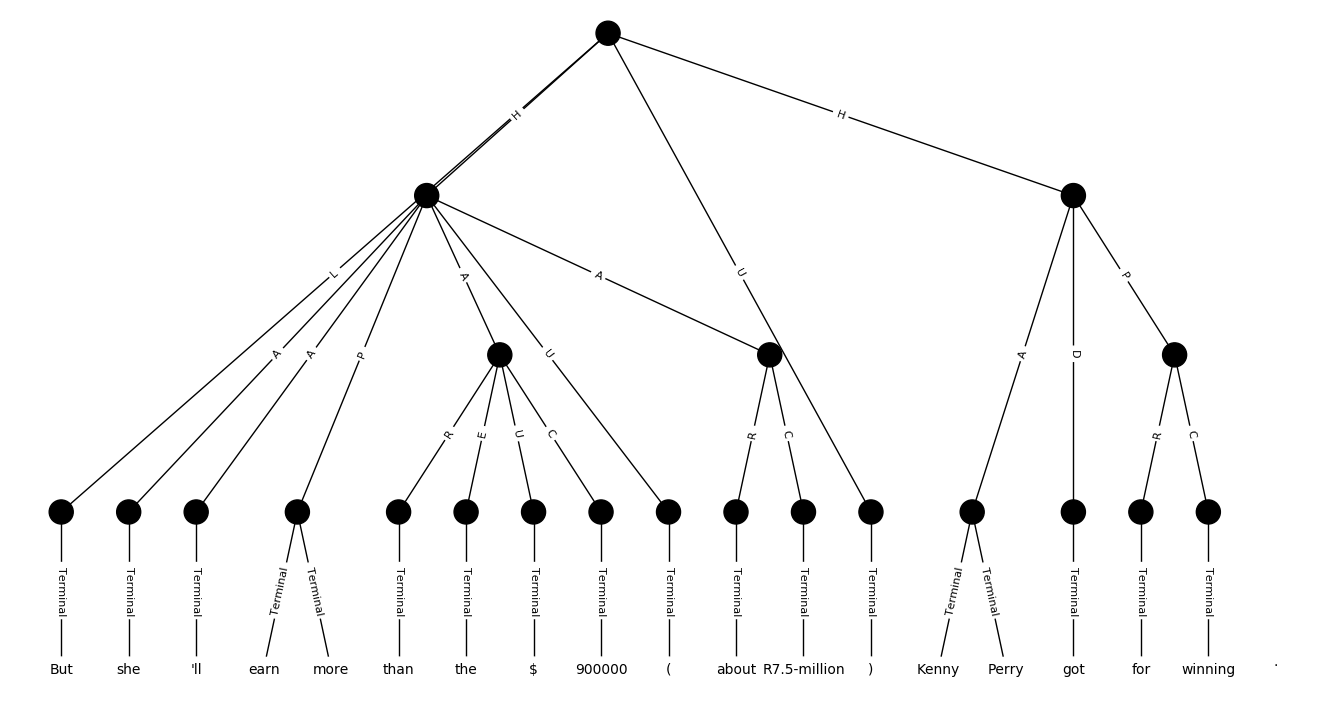 H H
L A U
A A P A U A D P
R E U C R C R C
Terminal Terminal Terminal Terminal Terminal Terminal Terminal Terminal Terminal Terminal Terminal Terminal Terminal Terminal Terminal Terminal Terminal Terminal
But she 'll earn more than the $ 900000 ( about R7.5-million ) Kenny Perry got for winning .